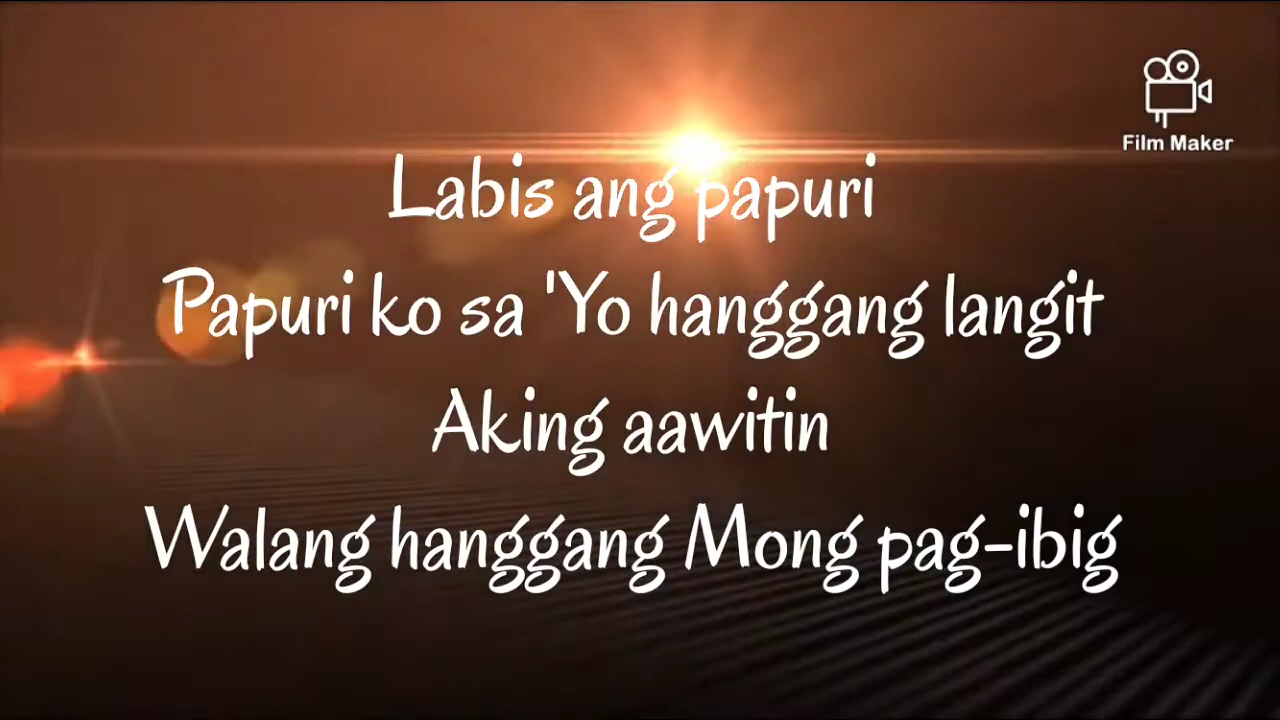 Film Maker
Labis ang papuri
Papuri ko sa 'Yo hanggang langit
Aking aawitin
Walang hanggang Mong pag-ibig